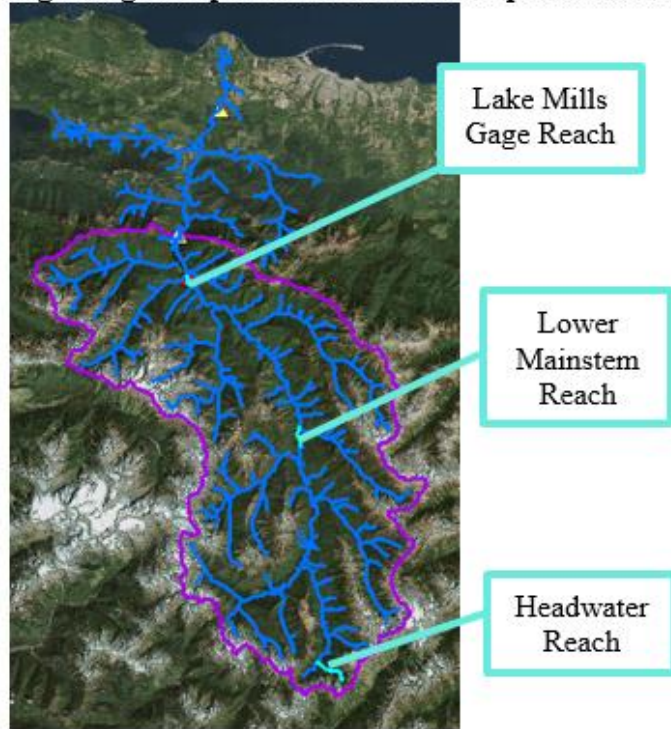 Lake Mills
Gage Reach
Lower
Mainstem
Reach
Headwater
Reach